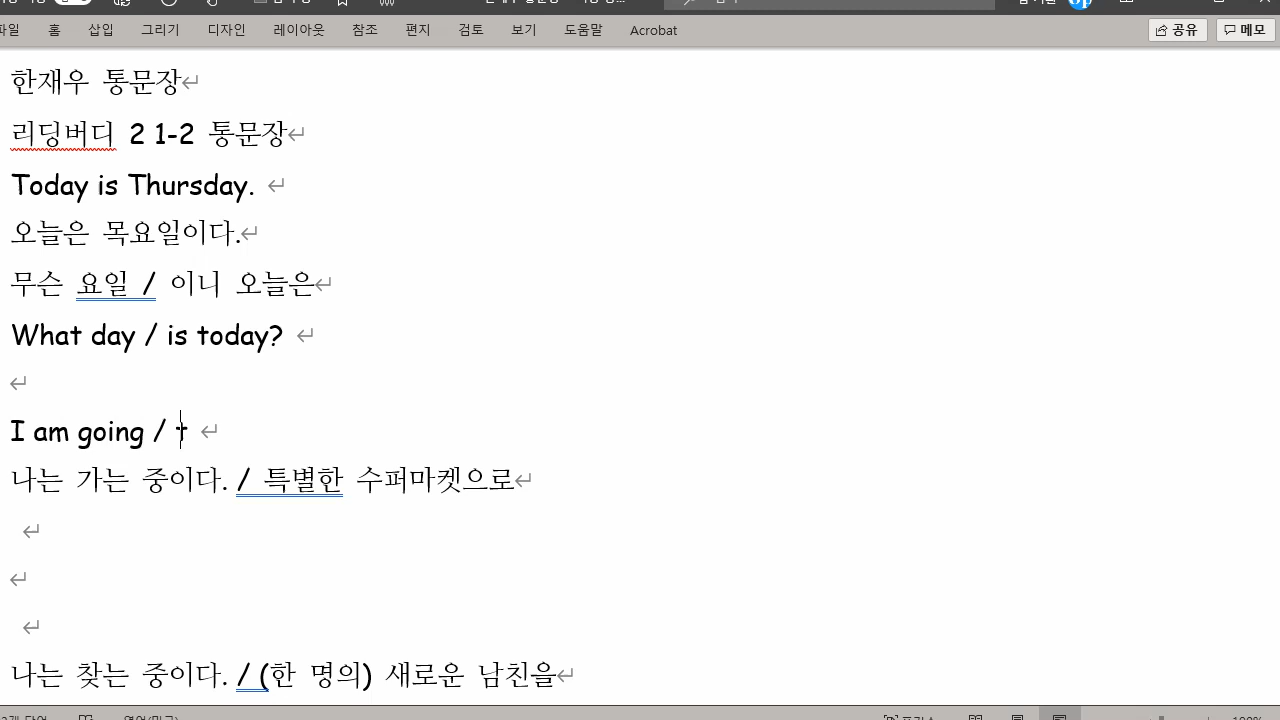 파일 홈 삽입 그리기 디자인 레이아웃 참조 편지 검토 보기 도움말 Acrobat 공유 메모
한재우 통문장
리딩버디 2 1-2 통문장
Today is Thursday.
오늘은 목요일이다.
무슨 요일 / 이니 오늘은
What day / is today?
I am going / t
나는 가는 중이다. / 특별한 수퍼마켓으로
나는 찾는 중이다. / (한 명의) 새로운 남친을